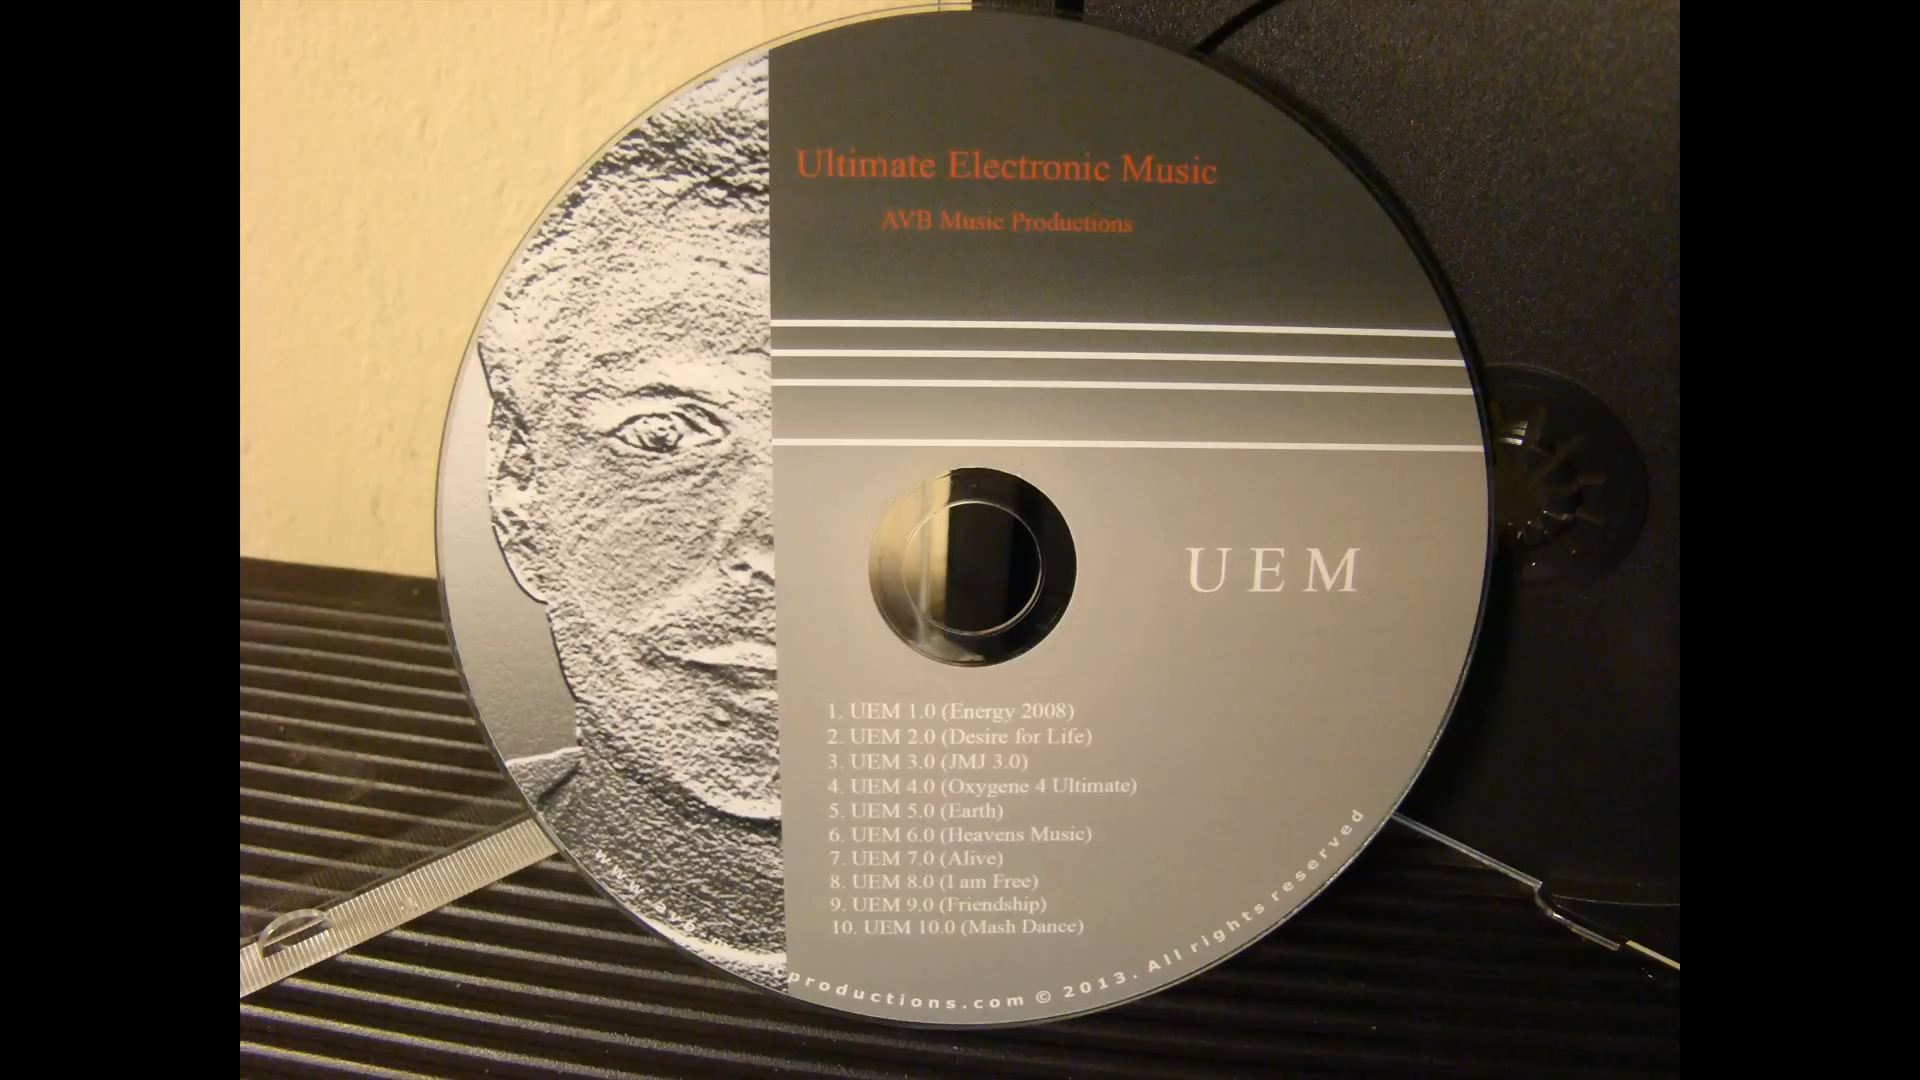 Ultimate Electronic Music
AVB Music Productions
U E M
1. UEM 1.0 (Energy 2008)
2. UEM 2.0 (Desire for Life)
3. UEM 3.0 (JMJ 3.0)
4. UEM 4.0 (Oxygene 4 Ultimate)
5. UEM 5.0 (Earth)
6. UEM 6.0 (Heavens Music)
7. UEM 7.0 (Alive)
8. UEM 8.0 (I am Free)
9. UEM 9.0 (Friendship)
10. UEM 10.0 (Mash Dance)
productions.com © 2013. All rights reserved